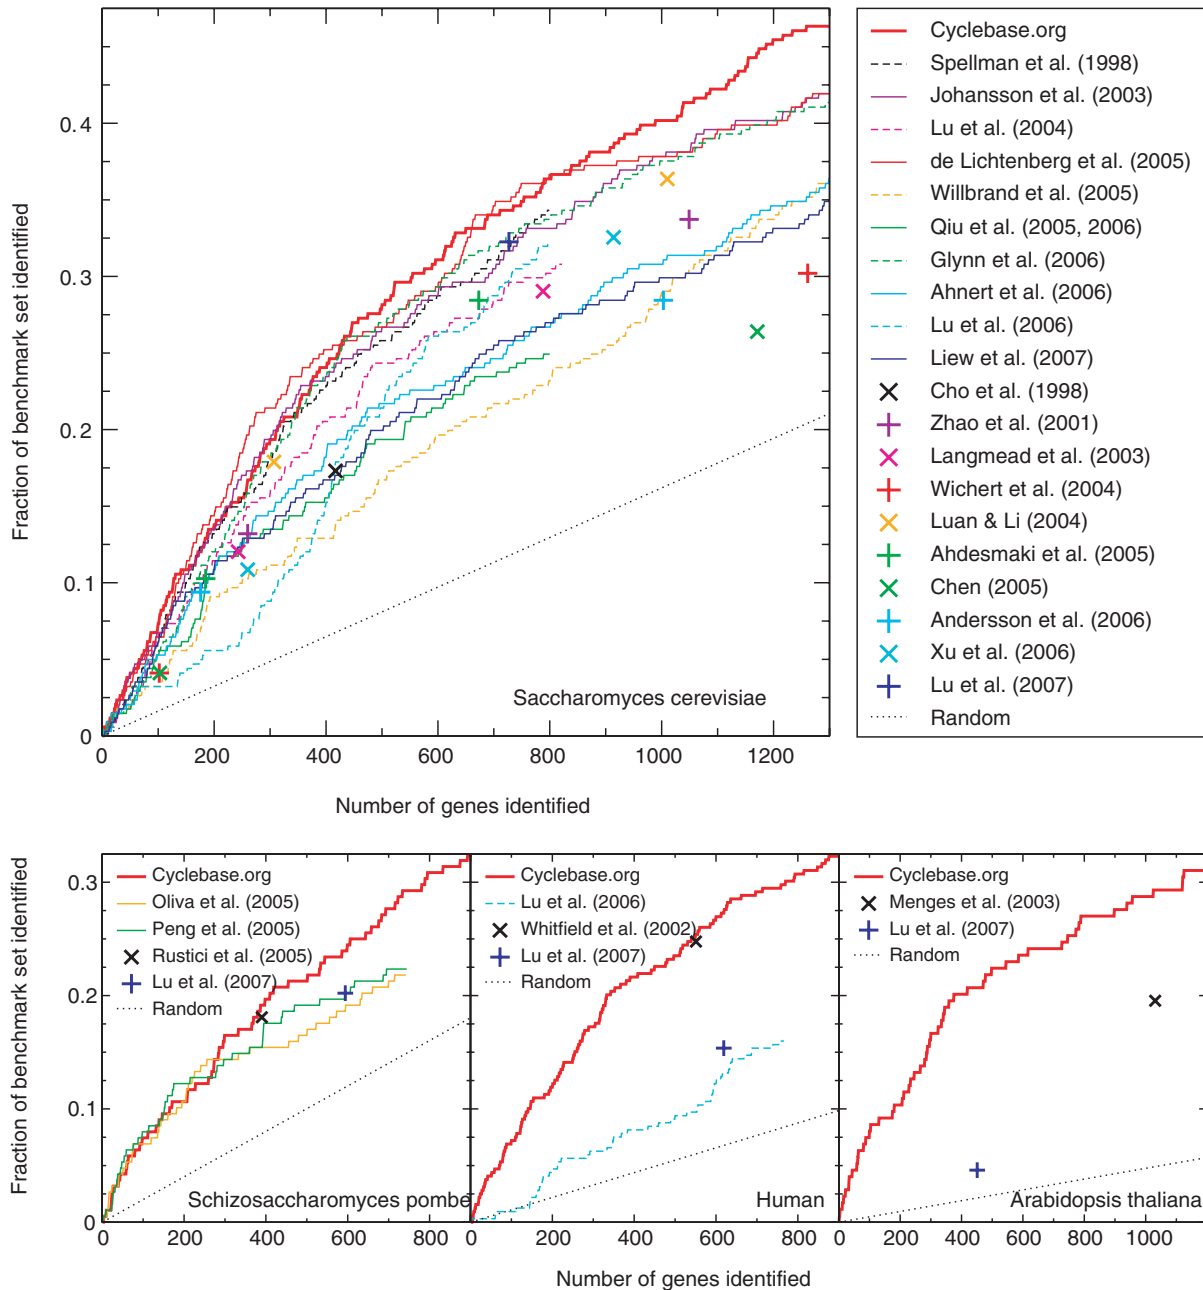 Fraction of benchmark set identified
0.4
0.3
0.2
0.1
0
0
200
400
600
800
1000
1200
Saccharomyces cerevisiae
Number of genes identified
Cyclebase.org
Spellman et al. (1998)
Johansson et al. (2003)
Lu et al. (2004)
de Lichtenberg et al. (2005)
Willbrand et al. (2005)
Qiu et al. (2005, 2006)
Glynn et al. (2006)
Ahnert et al. (2006)
Lu et al. (2006)
Liew et al. (2007)
Cho et al. (1998)
Zhao et al. (2001)
Langmead et al. (2003)
Wichert et al. (2004)
Luan & Li (2004)
Ahdesmaki et al. (2005)
Chen (2005)
Andersson et al. (2006)
Xu et al. (2006)
Lu et al. (2007)
Random
Fraction of benchmark set identified
0.3
0.2
0.1
0
Cyclebase.org
Oliva et al. (2005)
Peng et al. (2005)
Rustici et al. (2005)
Lu et al. (2007)
Random
Schizosaccharomyces pombe
0
200
400
600
800
Cyclebase.org
Lu et al. (2006)
Whitfield et al. (2002)
Lu et al. (2007)
Random
Human
0
200
400
600
800
Cyclebase.org
Menges et al. (2003)
Lu et al. (2007)
Random
Arabidopsis thaliana
0
200
400
600
800
1000
Number of genes identified